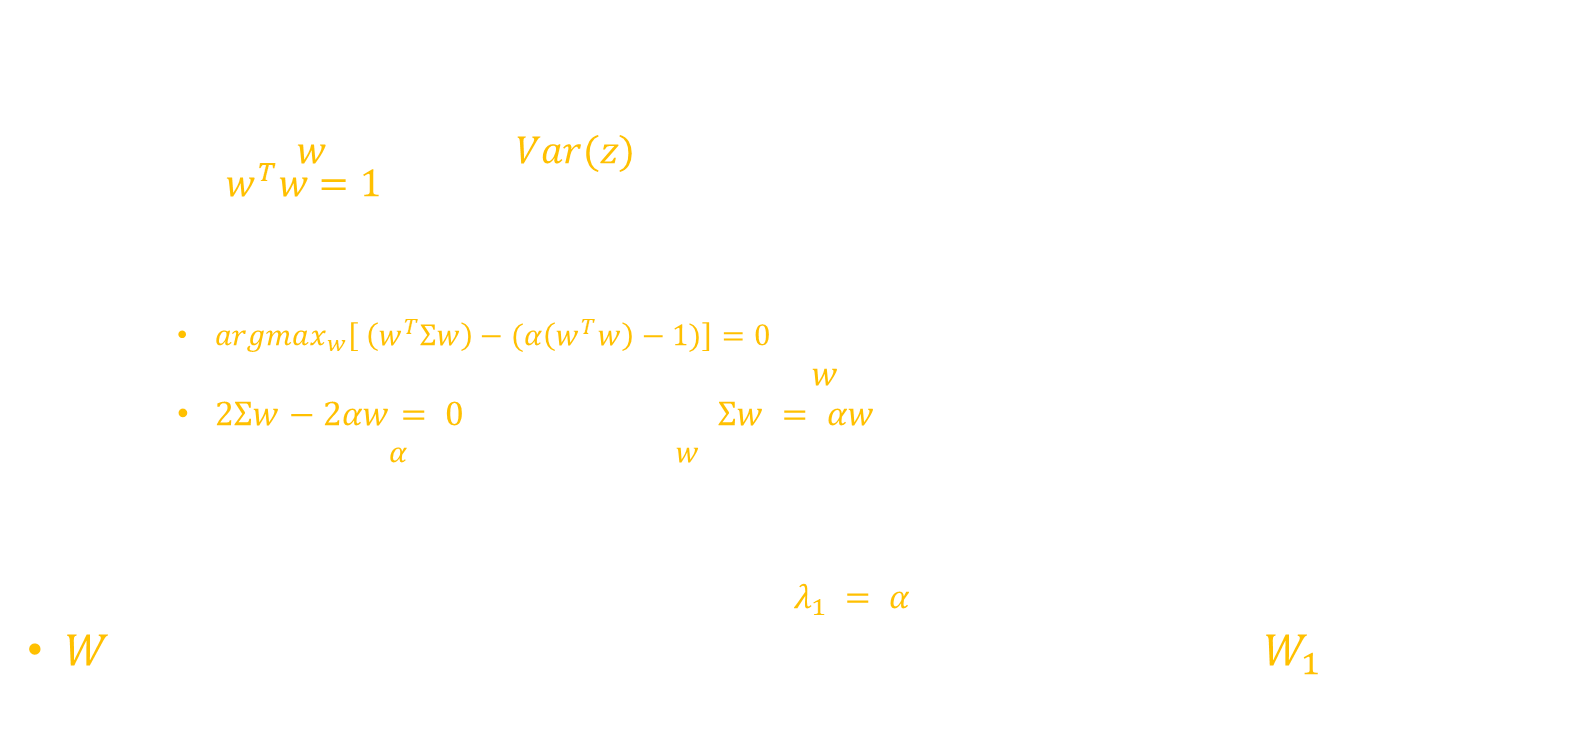 w Var(z)
wᵀw = 1
• argmax_w[ (wᵀΣw) − (α(wᵀw) − 1)] = 0
w
• 2Σw − 2αw = 0 Σw = αw
α w
λ₁ = α
• W W₁